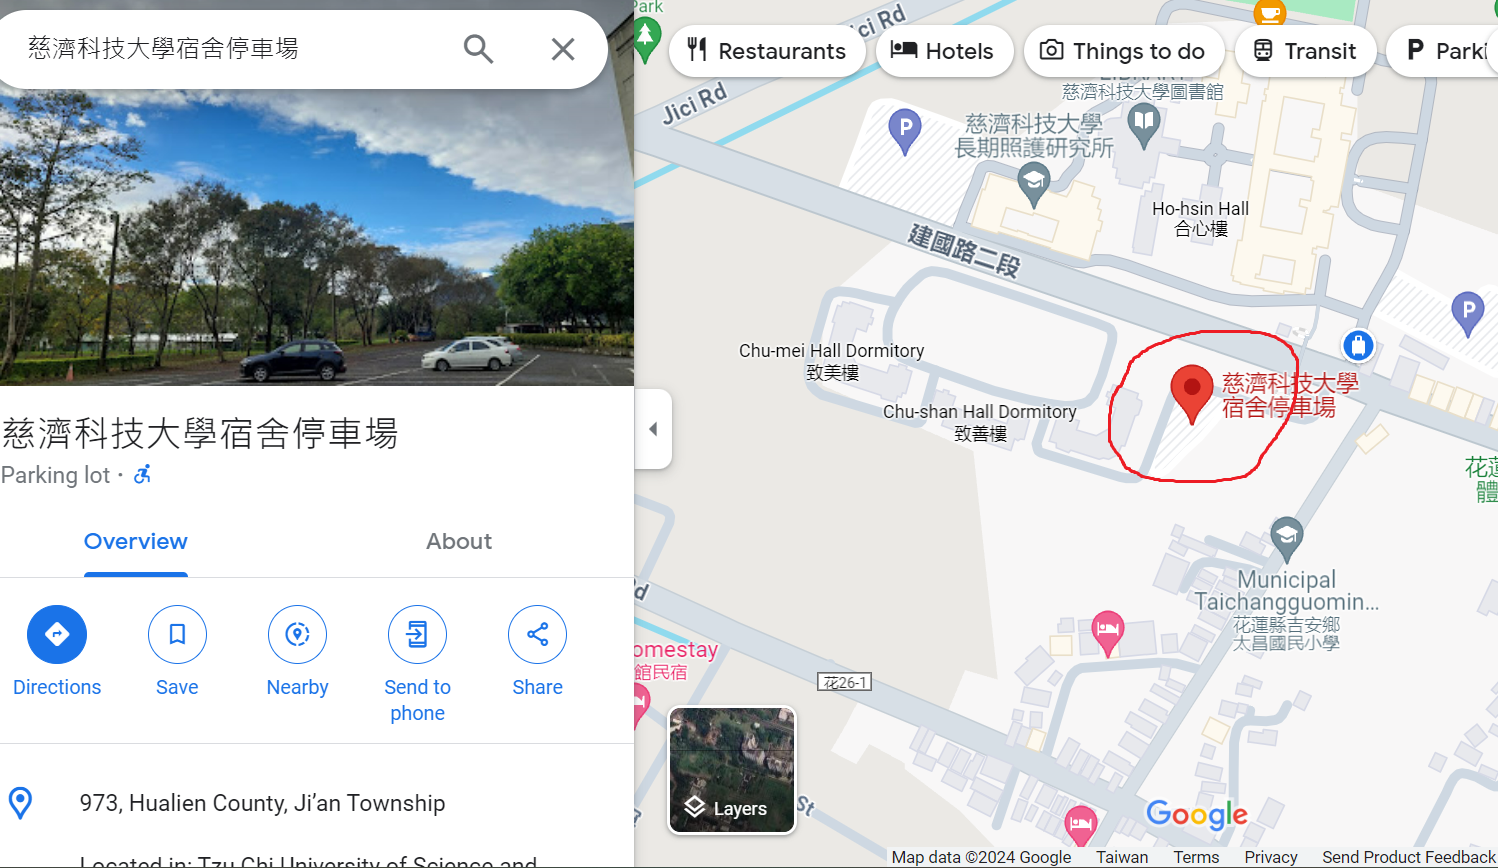 慈濟科技大學宿舍停車場
慈濟科技大學宿舍停車場
Parking lot ·
Overview
About
Directions
Save
Nearby
Send to
phone
Share
973, Hualien County, Ji’an Township
Located in: Tzu Chi University of Science and
Park
Restaurants
Hotels
Things to do
Transit
P
Parki
Jici Rd
Jici Rd
LIBRARY
慈濟科技大學圖書館
P
慈濟科技大學
長期照護研究所
Ho-hsin Hall
合心樓
建國路二段
P
Chu-mei Hall Dormitory
致美樓
慈濟科技大學
宿舍停車場
Chu-shan Hall Dormitory
致善樓
花蓮
體
Municipal
Taichangguomin...
花蓮縣吉安鄉
太昌國民小學
Rd
omestay
館民宿
花26-1
Layers
St
Google
Map data ©2024 Google
Taiwan
Terms
Privacy
Send Product Feedback